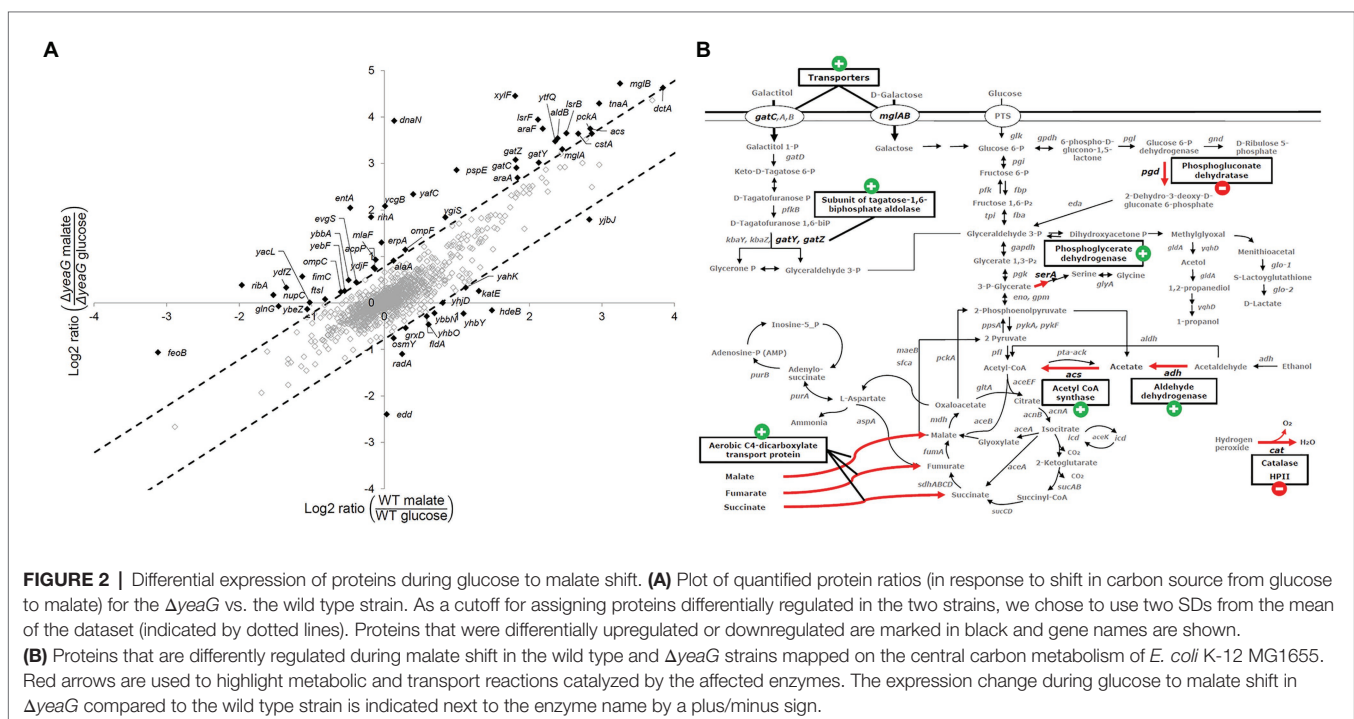 A
B
5
4
3
2
1
0
-1
-2
-3
-4
-4
-3
-2
-1
0
1
2
3
4
Log2 ratio (ΔyeaG malate / ΔyeaG glucose)
Log2 ratio (WT malate / WT glucose)
mglB
xylF
ytfQ
aldB
lsrB
pckA
tnaA
dctA
dnaN
lsrF
araF
acs
cstA
gatZ
gatY
mglA
gatC
araA
pspE
yafC
entA
ycgB
rihA
ygiS
yjbJ
evgS
ybbA
mlaF
ompF
erpA
yacL
yebF
acpP
ompC
ydjF
alaA
ydfZ
fimC
yahK
ribA
nupC
ftsI
katE
glnG
ybeZ
yhjD
hdeB
ybbN
yhbY
grxD
yhbO
osmY
fldA
radA
feoB
edd
Transporters
Galactitol
D-Galactose
Glucose
gatC,A,B
mglAB
PTS
Galactitol 1-P
Galactose
Glucose 6-P
glk
gpdh
6-phospho-D-
glucono-1,5-
lactone
pgl
Glucose 6-P
dehydrogenase
gnd
D-Ribulose 5-
phosphate
gatD
pgi
Keto-D-Tagatose 6-P
Fructose 6-P
pgd
Phosphogluconate
dehydratase
pfk
fbp
Subunit of tagatose-1,6-
biphosphate aldolase
D-Tagatofuranose P
Fructose 1,6-P2
eda
2-Dehydro-3-deoxy-D-
gluconate 6-phosphate
pfkB
tpi
fba
D-Tagatofuranose 1,6-biP
Glyceraldehyde 3-P
Dihydroxyacetone P
Methylglyoxal
kbaY, kbaZ, gatY, gatZ
gapdh
Phosphoglycerate
dehydrogenase
gldA
yqhD
Menithioacetal
Glycerone P
Glyceraldehyde 3-P
Glycerate 1,3-P2
Acetol
glo-1
pgk
serA
Serine
Glycine
glyA
gldA
S-Lactoylglutathione
3-P-Glycerate
1,2-propanediol
glo-2
eno, gpm
yqhD
D-Lactate
2-Phosphoenolpyruvate
1-propanol
Inosine-5_P
ppsA
pykA, pykF
2 Pyruvate
aldh
Adenosine-P (AMP)
maeB
sfca
pckA
pfl
pta-ack
adh
Acetyl-CoA
Acetate
Acetaldehyde
Ethanol
purB
Adenylo-
succinate
acs
adh
aceEF
Acetyl CoA
synthase
Aldehyde
dehydrogenase
purA
gltA
Citrate
L-Aspartate
Oxaloacetate
acnB
acnA
mdh
aceB
Ammonia
aspA
aceA
Isocitrate
icd
aceK
icd
Aerobic C4-dicarboxylate
transport protein
Malate
Glyoxylate
CO2
fumA
aceA
2-Ketoglutarate
Malate
Fumurate
CO2
sucAB
Fumarate
sdhABCD
Succinate
Succinyl-CoA
Succinate
sucCD
Hydrogen
peroxide
O2
H2O
cat
Catalase
HPII
FIGURE 2 | Differential expression of proteins during glucose to malate shift. (A) Plot of quantified protein ratios (in response to shift in carbon source from glucose
to malate) for the ΔyeaG vs. the wild type strain. As a cutoff for assigning proteins differentially regulated in the two strains, we chose to use two SDs from the mean
of the dataset (indicated by dotted lines). Proteins that were differentially upregulated or downregulated are marked in black and gene names are shown.
(B) Proteins that are differently regulated during malate shift in the wild type and ΔyeaG strains mapped on the central carbon metabolism of E. coli K-12 MG1655.
Red arrows are used to highlight metabolic and transport reactions catalyzed by the affected enzymes. The expression change during glucose to malate shift in
ΔyeaG compared to the wild type strain is indicated next to the enzyme name by a plus/minus sign.